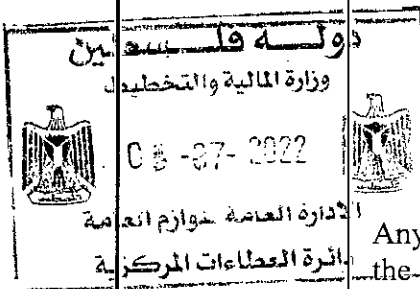 دولة فلسطين
وزارة المالية والتخطيط
-07-2022
الادارة العامة للوازم العامة
دائرة العطاءات المركزية
Any
the